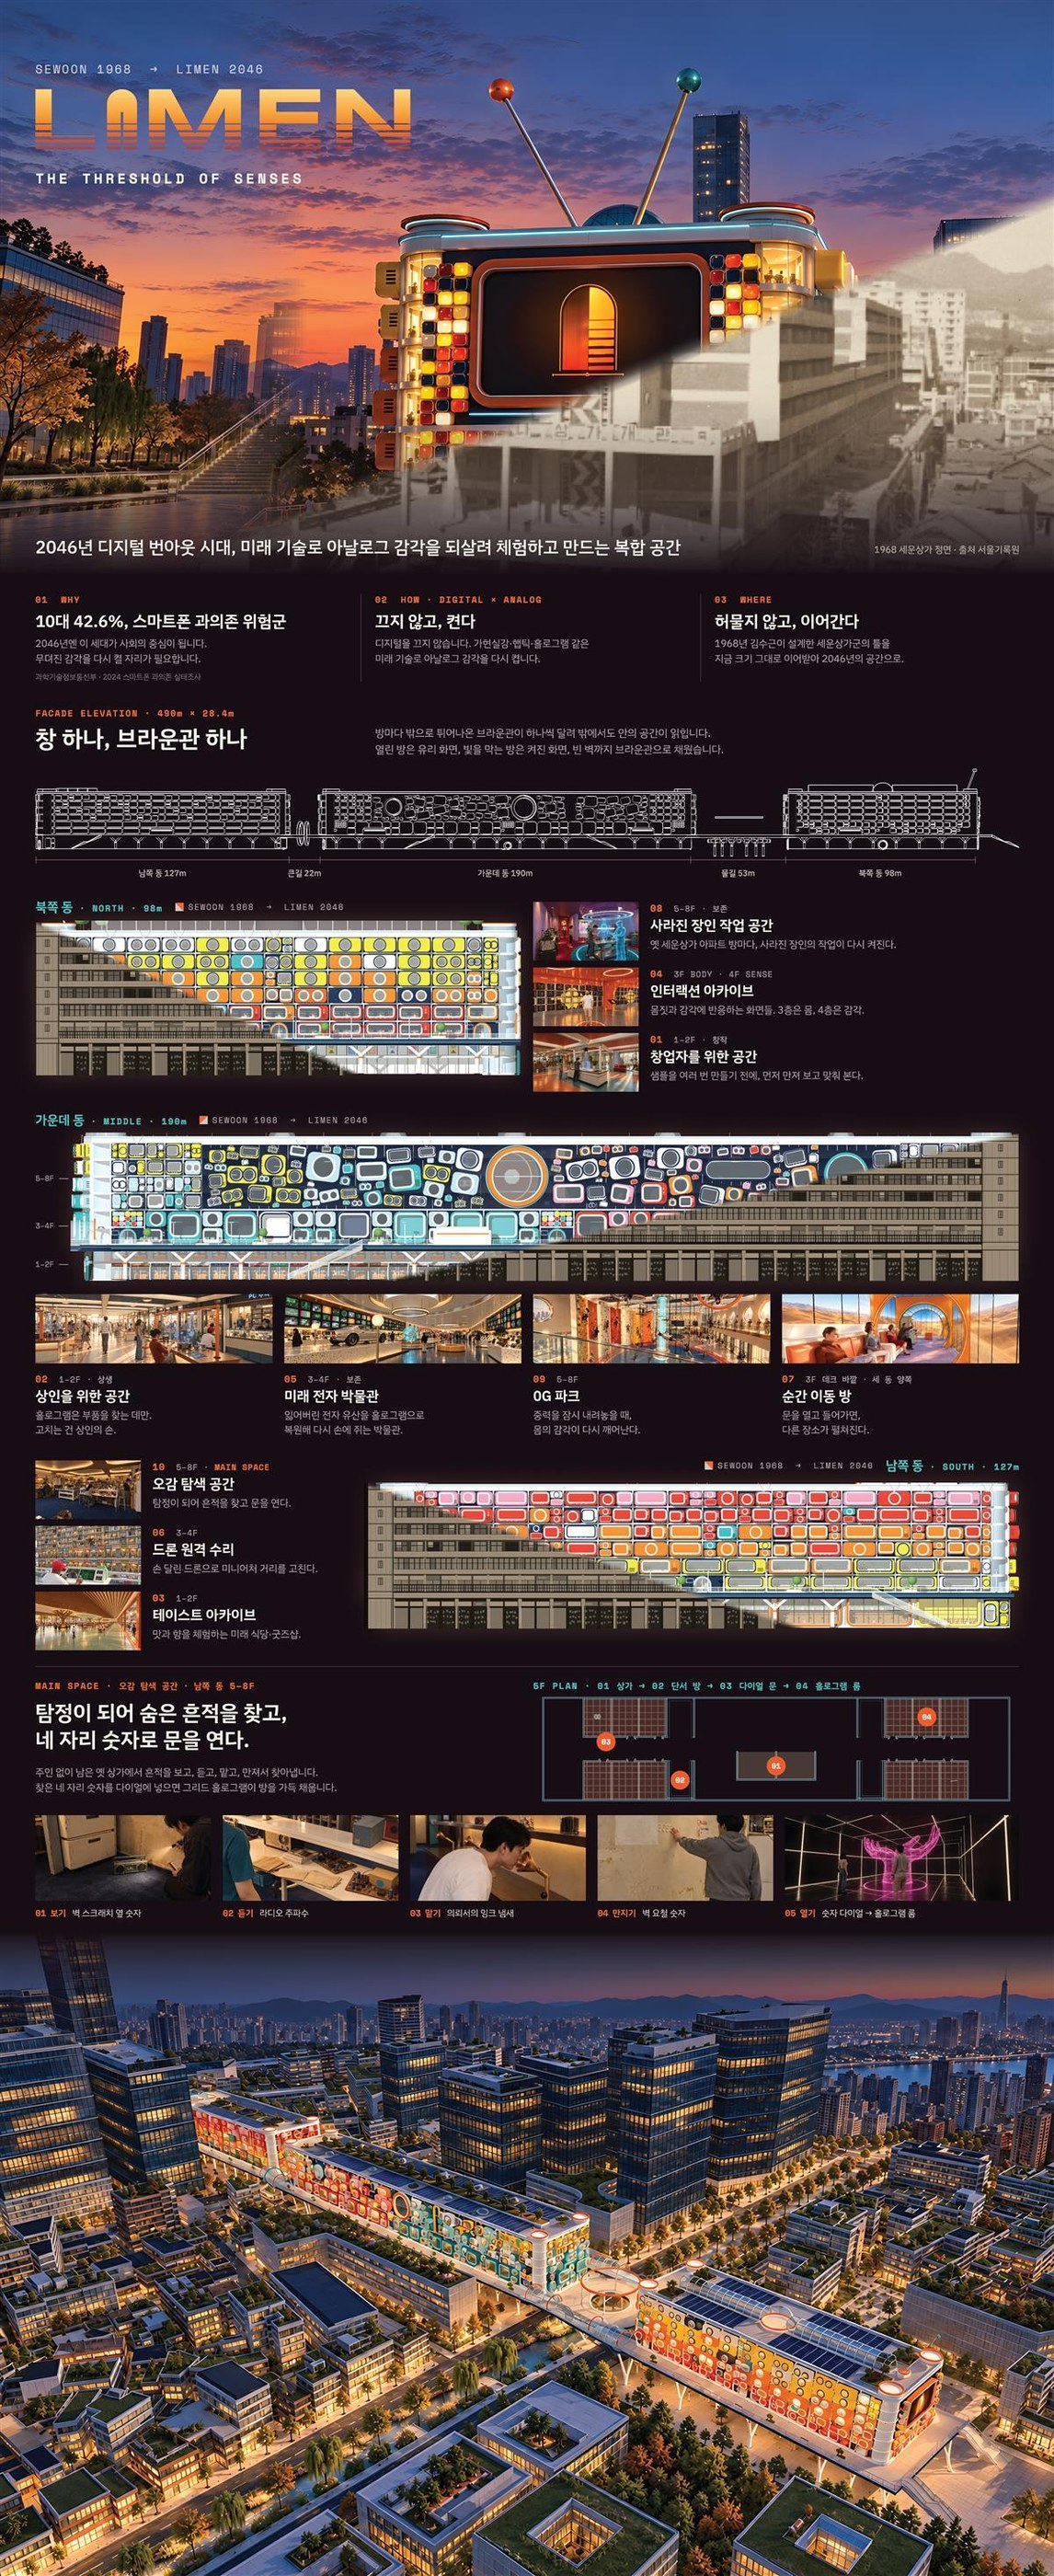 SEWOON 1968 → LIMEN 2046
LIMEN
THE THRESHOLD OF SENSES
2046년 디지털 번아웃 시대, 미래 기술로 아날로그 감각을 되살려 체험하고 만드는 복합 공간
1968 세운상가 정면 · 출처 서울기록원
01 WHY
10대 42.6%, 스마트폰 과의존 위험군
2046년엔 이 세대가 사회의 중심이 됩니다.
무뎌진 감각을 다시 켤 자리가 필요합니다.
과학기술정보통신부 · 2024 스마트폰 과의존 실태조사
02 HOW · DIGITAL × ANALOG
끄지 않고, 켠다
디지털을 끄지 않습니다. 가현실감·햅틱·홀로그램 같은
미래 기술로 아날로그 감각을 다시 켭니다.
03 WHERE
허물지 않고, 이어간다
1968년 김수근이 설계한 세운상가군의 틀을
지금 크기 그대로 이어받아 2046년의 공간으로.
FACADE ELEVATION · 490m × 28.4m
창 하나, 브라운관 하나
방마다 밖으로 튀어나온 브라운관이 하나씩 달려 밖에서도 안의 공간이 읽힙니다.
열린 방은 유리 화면, 빛을 막는 방은 켜진 화면, 빈 벽까지 브라운관으로 채웠습니다.
남쪽 동 127m
큰길 22m
가운데 동 190m
물길 53m
북쪽 동 98m
북쪽 동 · NORTH · 98m
SEWOON 1968 → LIMEN 2046
08 5–8F · 보존
사라진 장인 작업 공간
옛 세운상가 아파트 방마다, 사라진 장인의 작업이 다시 켜진다.
04 3F BODY · 4F SENSE
인터랙션 아카이브
몸짓과 감각에 반응하는 화면들. 3층은 몸, 4층은 감각.
01 1–2F · 창작
창업자를 위한 공간
샘플을 여러 번 만들기 전에, 먼저 만져 보고 맞춰 본다.
가운데 동 · MIDDLE · 190m
SEWOON 1968 → LIMEN 2046
5–8F
3–4F
1–2F
02 1–2F · 상생
상인을 위한 공간
홀로그램은 부품을 찾는 데만.
고치는 건 상인의 손.
05 3–4F · 보존
미래 전자 박물관
잃어버린 전자 유산을 홀로그램으로
복원해 다시 손에 쥐는 박물관.
09 5–8F
0G 파크
중력을 잠시 내려놓을 때,
몸의 감각이 다시 깨어난다.
07 3F 데크 바깥 · 세 동 양쪽
순간 이동 방
문을 열고 들어가면,
다른 장소가 펼쳐진다.
10 5–8F · MAIN SPACE
오감 탐색 공간
탐정이 되어 흔적을 찾고 문을 연다.
06 3–4F
드론 원격 수리
손 달린 드론으로 미니어처 거리를 고친다.
03 1–2F
테이스트 아카이브
맛과 향을 체험하는 미래 식당·굿즈샵.
SEWOON 1968 → LIMEN 2046
남쪽 동 · SOUTH · 127m
MAIN SPACE · 오감 탐색 공간 · 남쪽 동 5–8F
탐정이 되어 숨은 흔적을 찾고,
네 자리 숫자로 문을 연다.
주인 없이 남은 옛 상가에서 흔적을 보고, 듣고, 맡고, 만져서 찾아냅니다.
찾은 네 자리 숫자를 다이얼에 넣으면 그리드 홀로그램이 방을 가득 채웁니다.
5F PLAN · 01 상가 → 02 단서 방 → 03 다이얼 문 → 04 홀로그램 룸
03
02
01
04
01 보기 벽 스크래치 옆 숫자
02 듣기 라디오 주파수
03 맡기 의뢰서의 잉크 냄새
04 만지기 벽 요철 숫자
05 열기 숫자 다이얼 → 홀로그램 룸